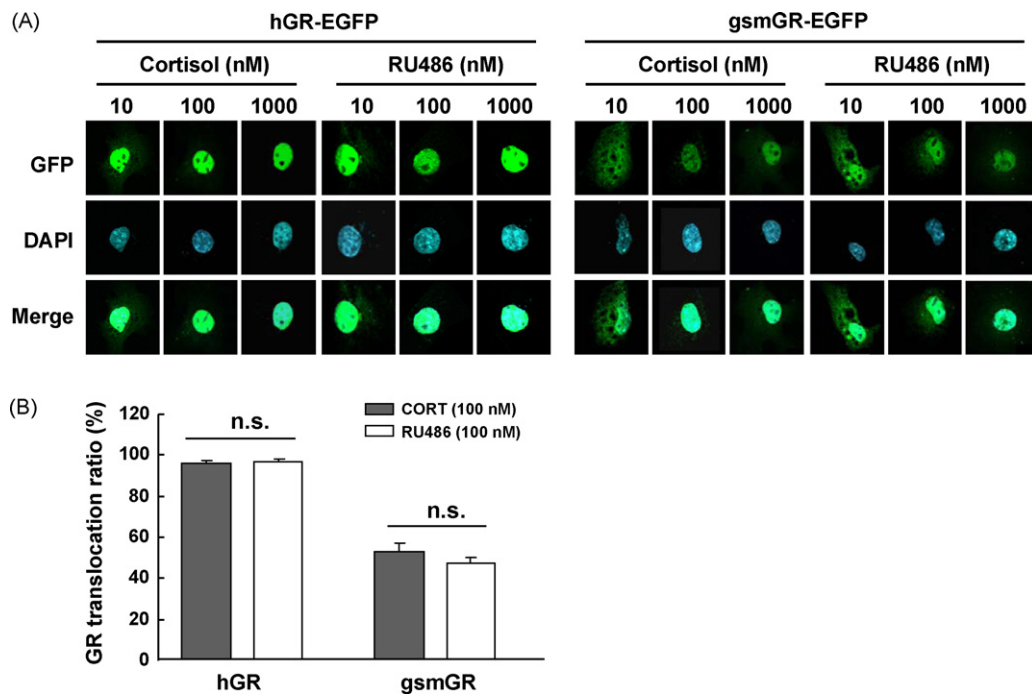 (A)
hGR-EGFP
gsmGR-EGFP
Cortisol (nM)
RU486 (nM)
Cortisol (nM)
RU486 (nM)
10 100 1000 10 100 1000 10 100 1000 10 100 1000
GFP
DAPI
Merge
(B)
GR translocation ratio (%)
120
100
80
60
40
20
0
n.s.
n.s.
CORT (100 nM)
RU486 (100 nM)
hGR
gsmGR